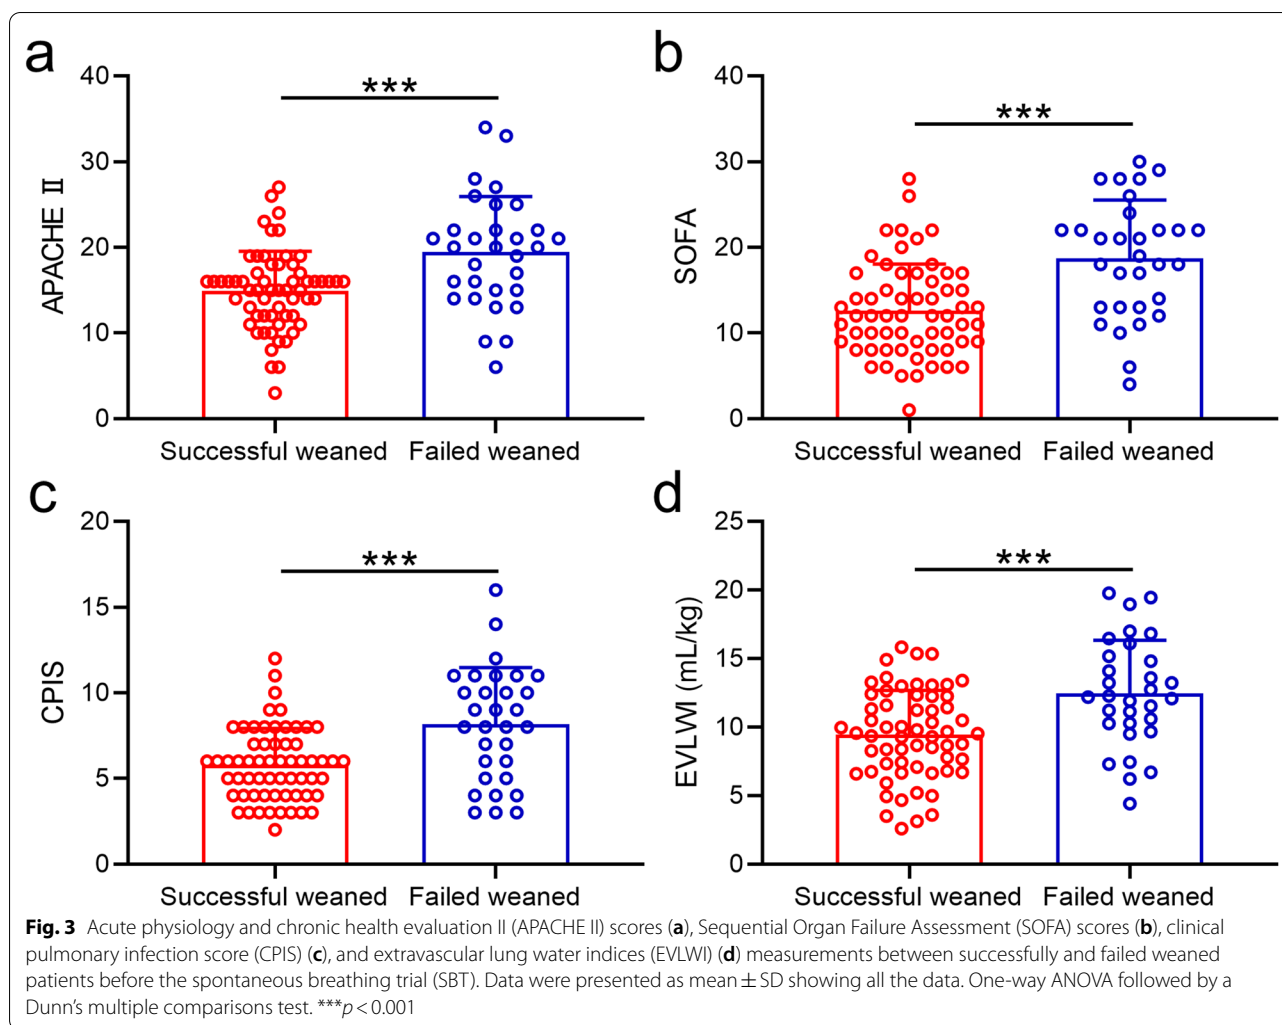 a
***
40
30
20
10
0
APACHE Ⅱ
Successful weaned Failed weaned
b
***
40
30
20
10
0
SOFA
Successful weaned Failed weaned
c
***
20
15
10
5
0
CPIS
Successful weaned Failed weaned
d
***
25
20
15
10
5
0
EVLWI (mL/kg)
Successful weaned Failed weaned
Fig. 3 Acute physiology and chronic health evaluation II (APACHE II) scores (a), Sequential Organ Failure Assessment (SOFA) scores (b), clinical
pulmonary infection score (CPIS) (c), and extravascular lung water indices (EVLWI) (d) measurements between successfully and failed weaned
patients before the spontaneous breathing trial (SBT). Data were presented as mean ± SD showing all the data. One-way ANOVA followed by a
Dunn's multiple comparisons test. ***p < 0.001